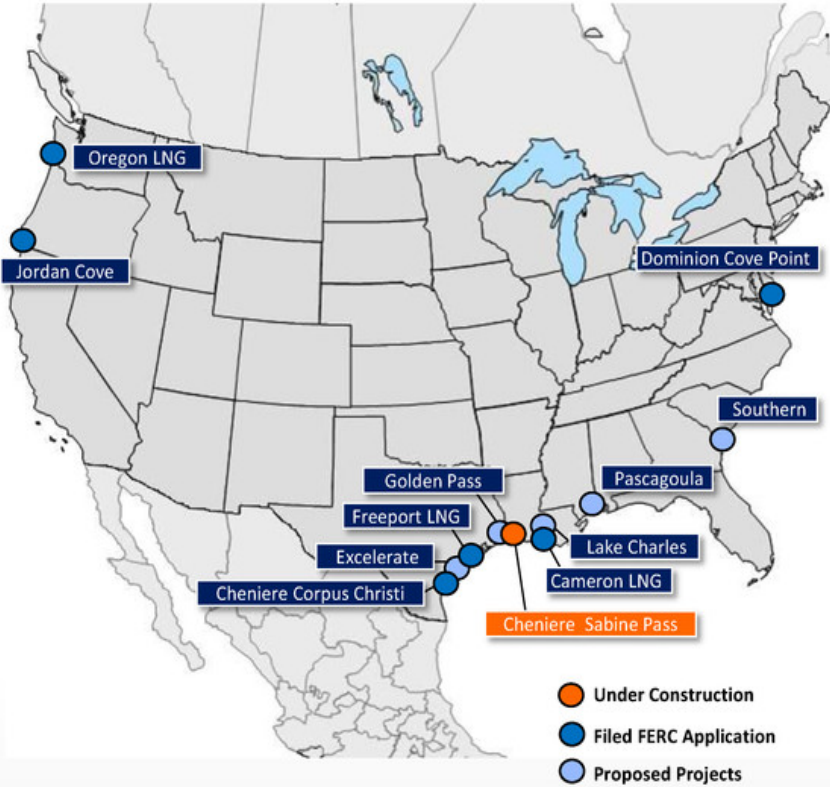 Oregon LNG
Jordan Cove
Dominion Cove Point
Southern
Golden Pass
Pascagoula
Freeport LNG
Lake Charles
Excelerate
Cameron LNG
Cheniere Corpus Christi
Cheniere Sabine Pass
Under Construction
Filed FERC Application
Proposed Projects